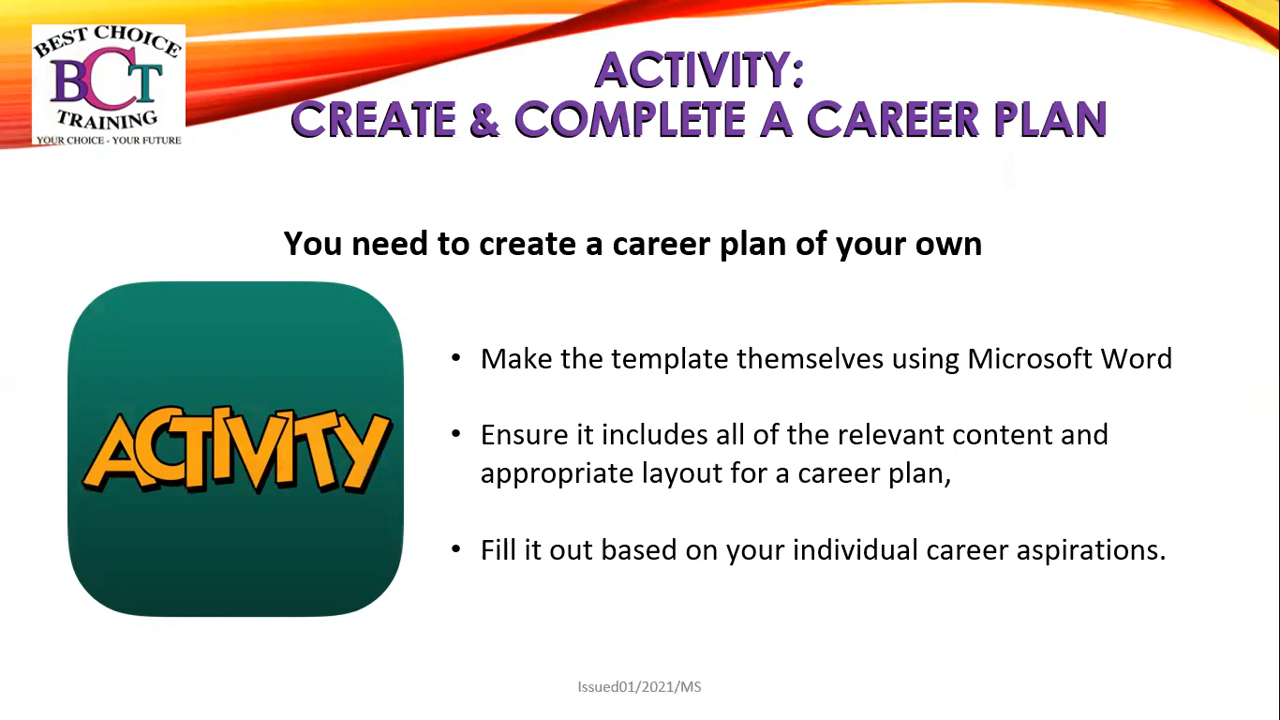 BEST CHOICE
BCT
TRAINING
YOUR CHOICE - YOUR FUTURE
ACTIVITY:
CREATE & COMPLETE A CAREER PLAN
You need to create a career plan of your own
ACTIVITY
• Make the template themselves using Microsoft Word
• Ensure it includes all of the relevant content and
appropriate layout for a career plan,
• Fill it out based on your individual career aspirations.
Issued01/2021/MS